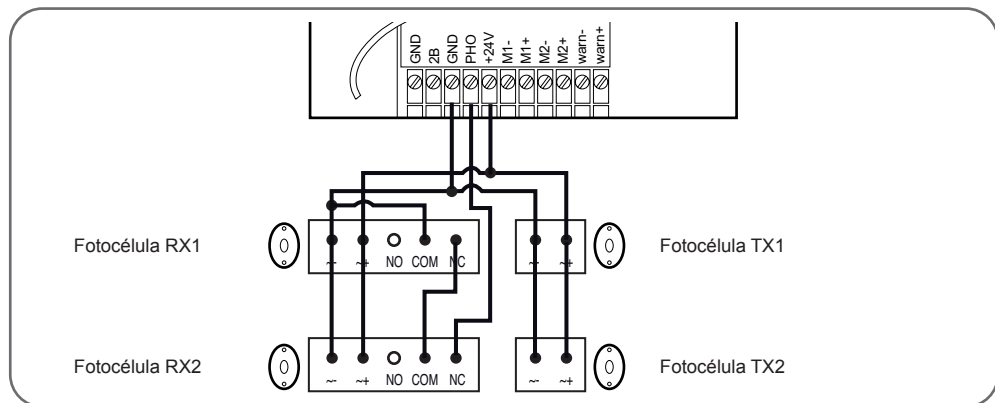 GND 2B GND PHO +24V M1- M1+ M2- M2+ warn- warn+
Fotocélula RX1
~- ~+ NO COM NC
Fotocélula TX1
~- ~+
Fotocélula RX2
~- ~+ NO COM NC
Fotocélula TX2
~- ~+